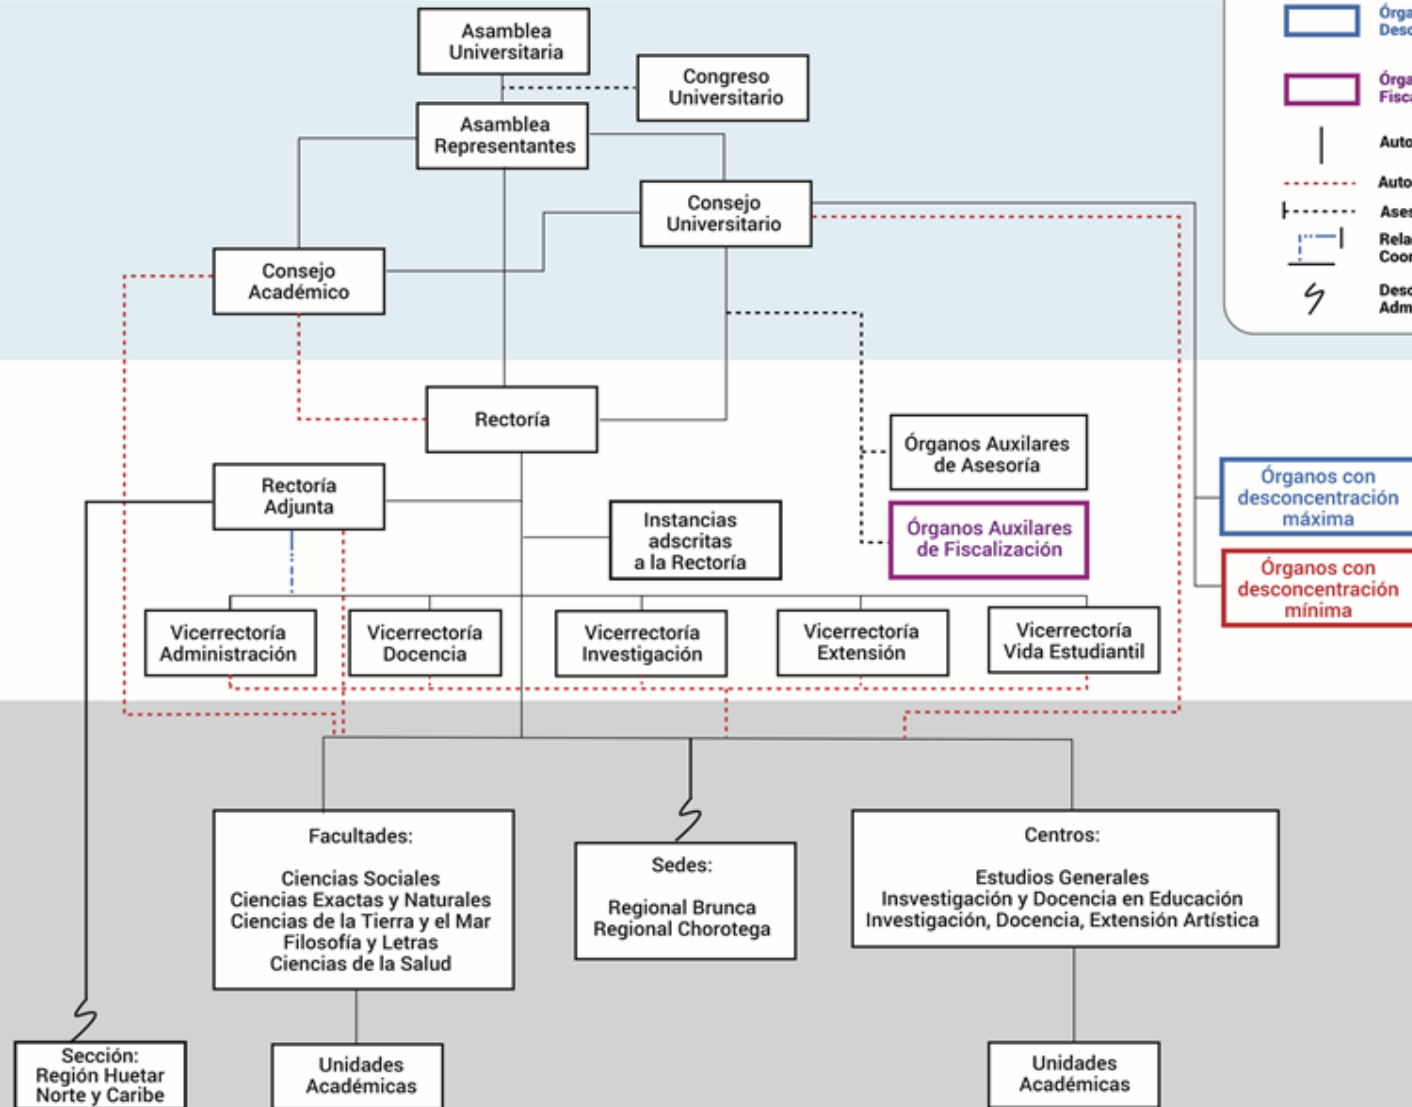 Asamblea
Universitaria
Congreso
Universitario
Asamblea
Representantes
Consejo
Universitario
Consejo
Académico
Rectoría
Rectoría
Adjunta
Instancias
adscritas
a la Rectoría
Órganos Auxilares
de Asesoría
Órganos Auxilares
de Fiscalización
Órganos con
desconcentración
máxima
Órganos con
desconcentración
mínima
Vicerrectoría
Administración
Vicerrectoría
Docencia
Vicerrectoría
Investigación
Vicerrectoría
Extensión
Vicerrectoría
Vida Estudiantil
Facultades:
Ciencias Sociales
Ciencias Exactas y Naturales
Ciencias de la Tierra y el Mar
Filosofía y Letras
Ciencias de la Salud
Sedes:
Regional Brunca
Regional Chorotega
Centros:
Estudios Generales
Insvestigación y Docencia en Educación
Investigación, Docencia, Extensión Artística
Sección:
Región Huetar
Norte y Caribe
Unidades
Académicas
Unidades
Académicas